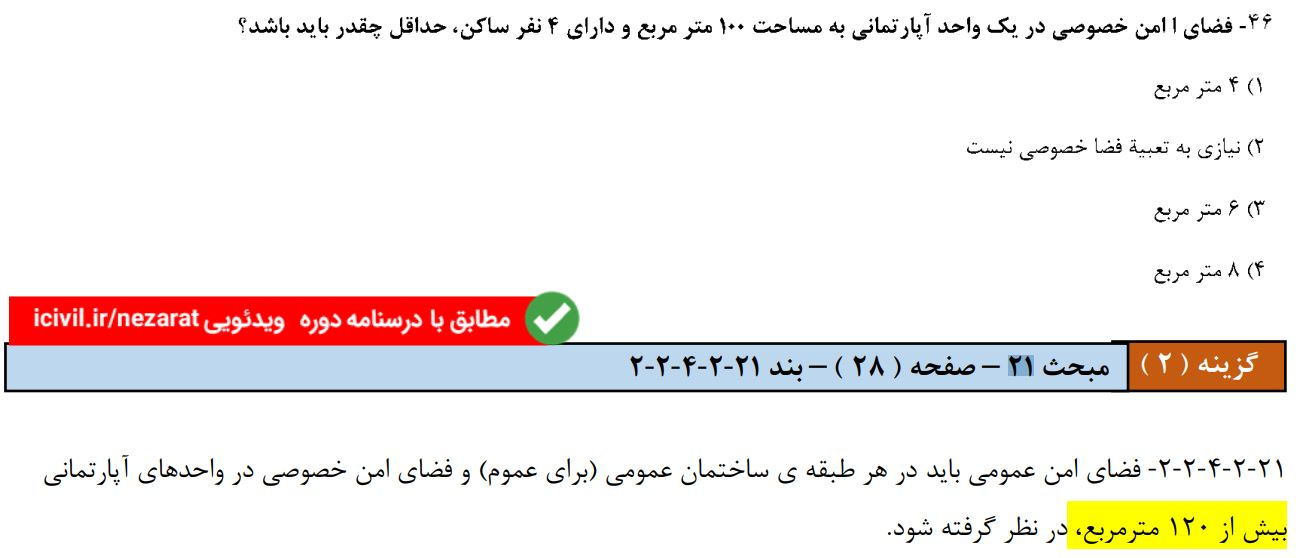 ۴۶- فضای ا امن خصوصی در یک واحد آپارتمانی به مساحت ۱۰۰ متر مربع و دارای ۴ نفر ساکن، حداقل چقدر باید باشد؟
۱) ۴ متر مربع
۲) نیازی به تعبیۀ فضا خصوصی نیست
۳) ۶ متر مربع
۴) ۸ متر مربع
مطابق با درسنامه دوره ویدئویی icivil.ir/nezarat
گزینه ( ۲ ) مبحث ۲۱ – صفحه ( ۲۸ ) – بند ۲۱-۲-۴-۲-۲
۲۱-۲-۴-۲-۲- فضای امن عمومی باید در هر طبقه ی ساختمان عمومی (برای عموم) و فضای امن خصوصی در واحدهای آپارتمانی
بیش از ۱۲۰ مترمربع، در نظر گرفته شود.